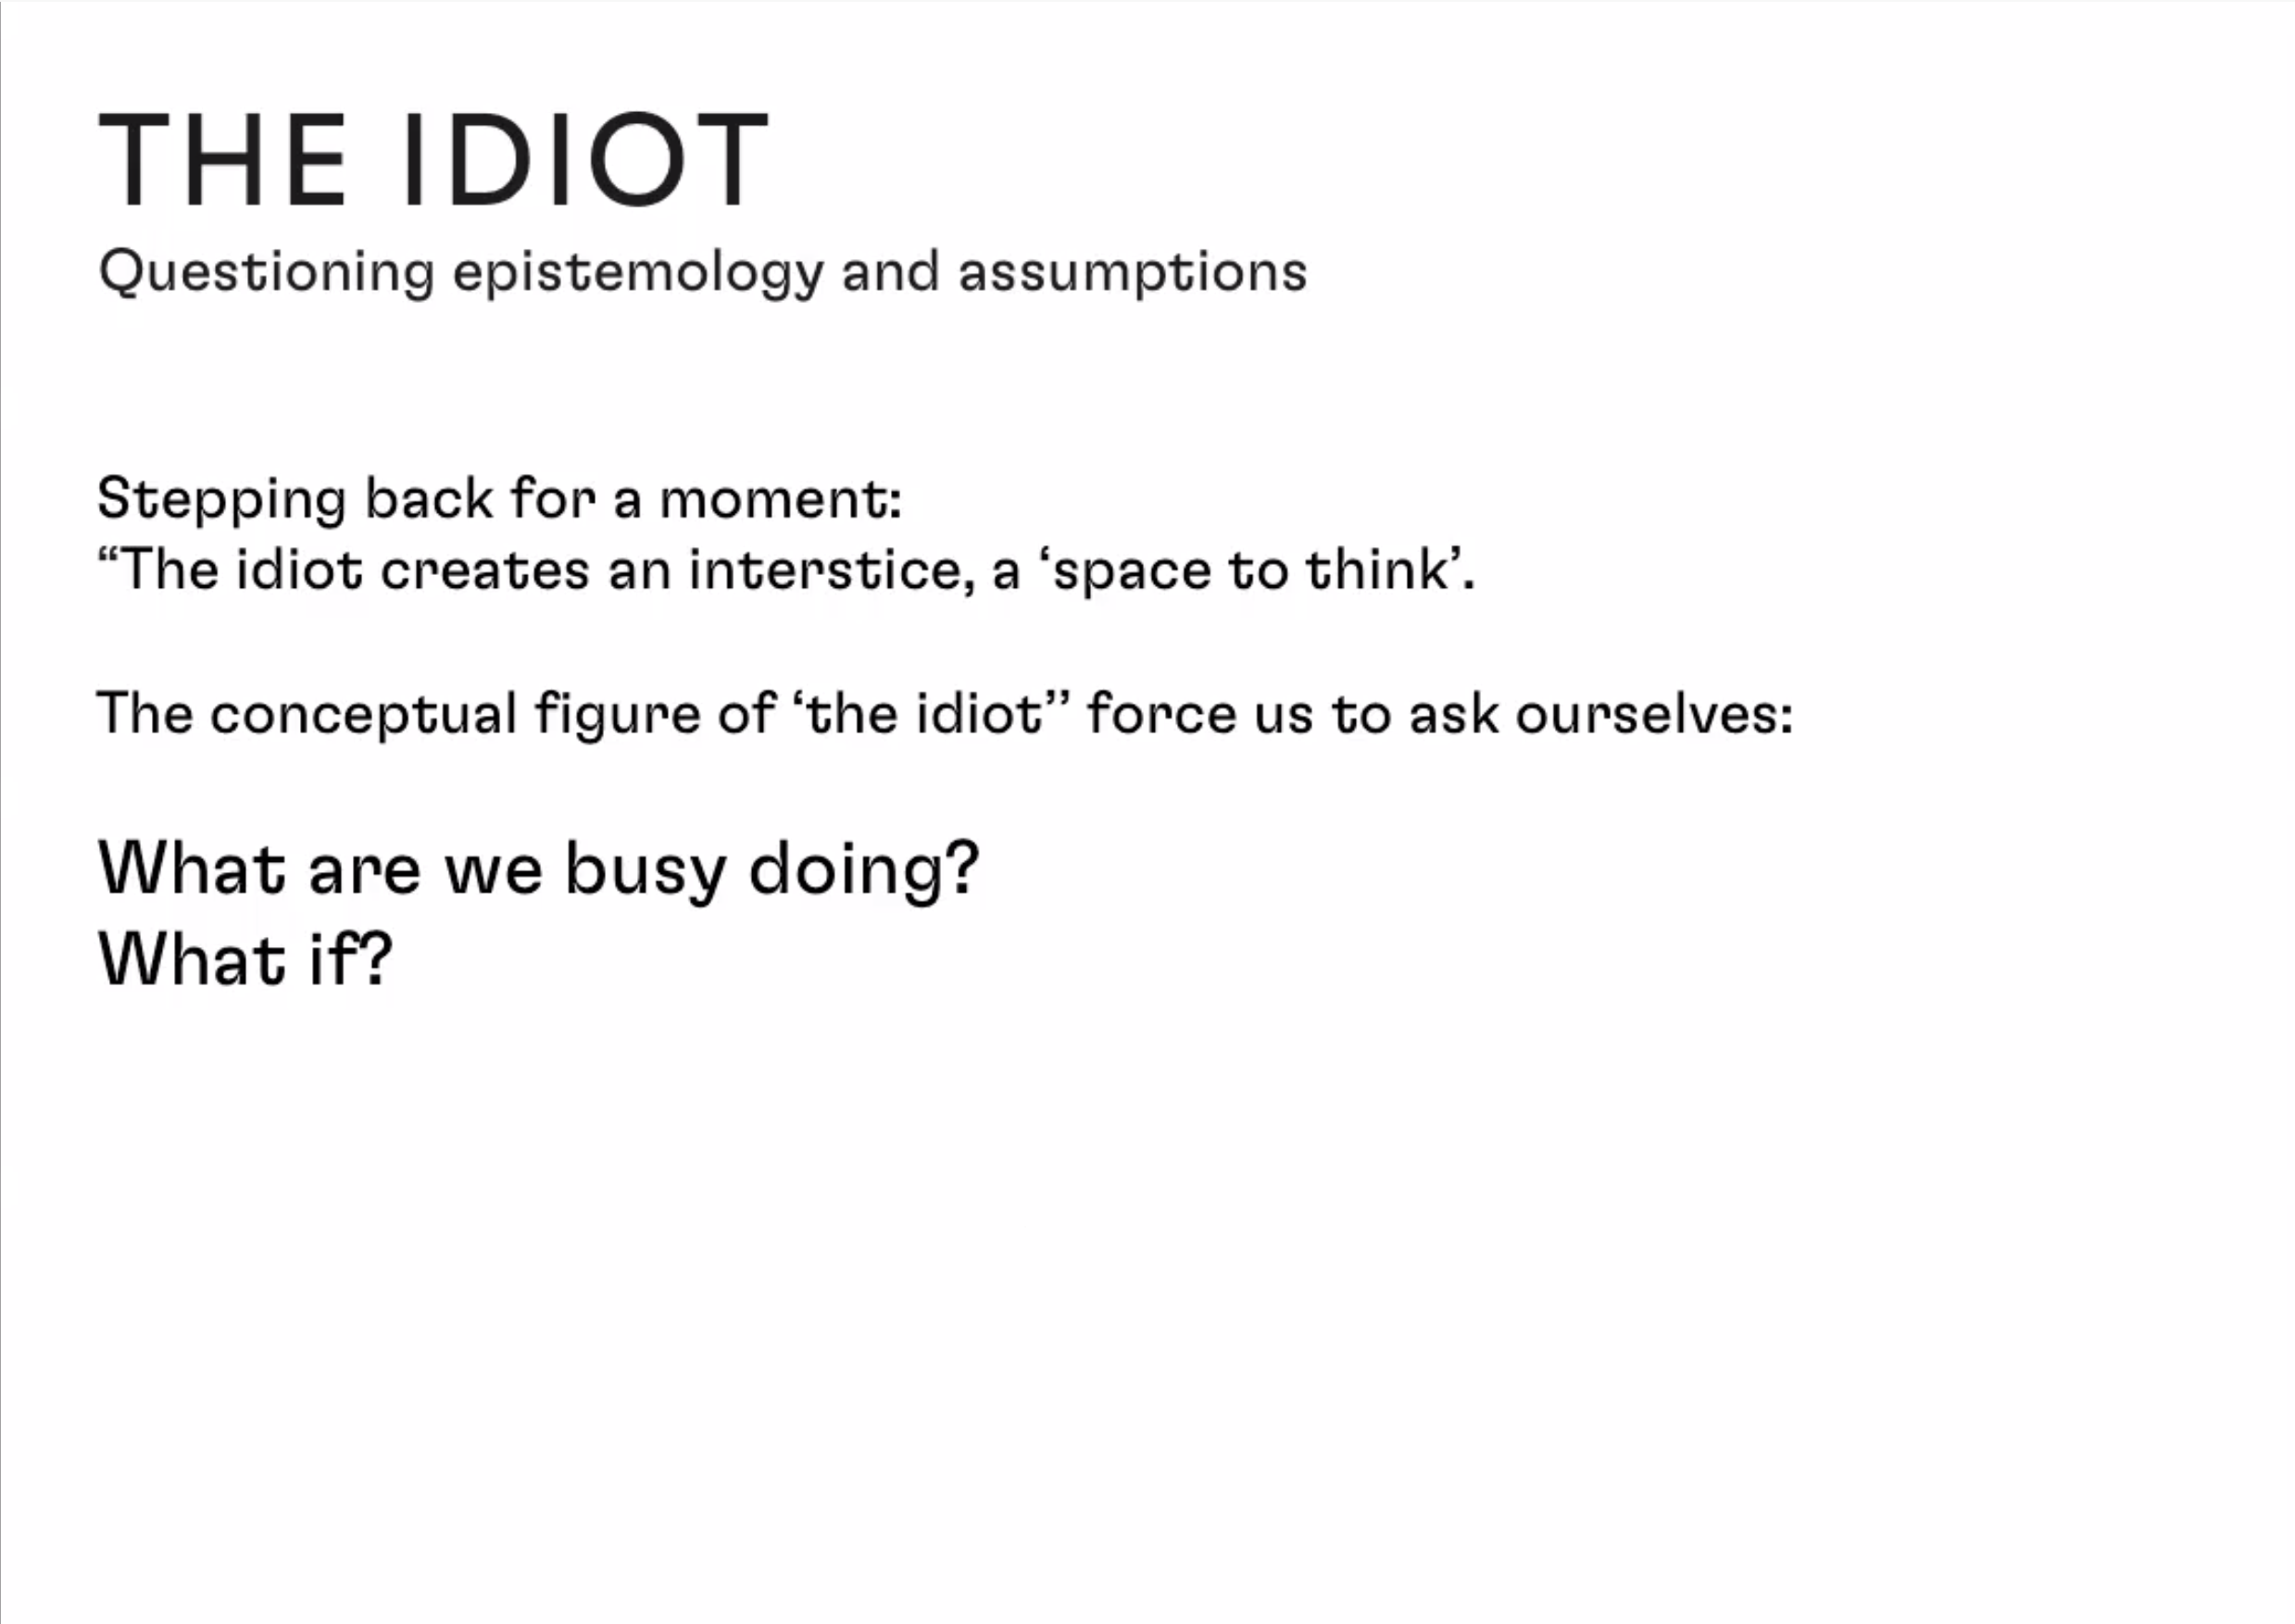 THE IDIOT
Questioning epistemology and assumptions
Stepping back for a moment:
“The idiot creates an interstice, a ‘space to think’.
The conceptual figure of ‘the idiot’’ force us to ask ourselves:
What are we busy doing?
What if?